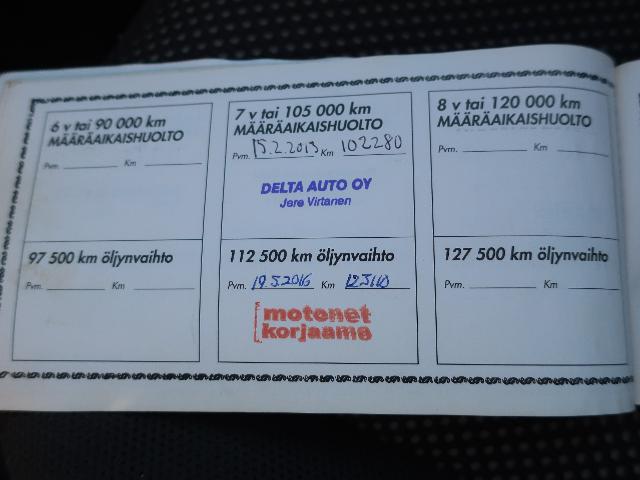 6 v tai 90 000 km
MÄÄRÄAIKAISHUOLTO
Pvm. Km
97 500 km öljynvaihto
Pvm. Km
7 v tai 105 000 km
MÄÄRÄAIKAISHUOLTO
Pvm. 15.2.2013 Km 102280
DELTA AUTO OY
Jere Virtanen
112 500 km öljynvaihto
Pvm. 19.5.2016 Km
motonet
korjaamo
8 v tai 120 000 km
MÄÄRÄAIKAISHUOLTO
Pvm. Km
127 500 km öljynvaihto
Pvm. Km